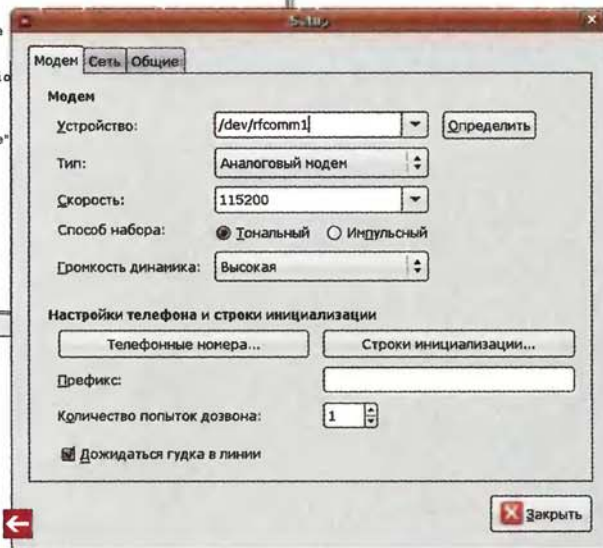 Setup
Модем Сеть Общие
Модем
Устройство: /dev/rfcomm1 Определить
Тип: Аналоговый модем
Скорость: 115200
Способ набора: Тональный Импульсный
Громкость динамика: Высокая
Настройки телефона и строки инициализации
Телефонные номера... Строки инициализации...
Префикс:
Количество попыток дозвона: 1
Дожидаться гудка в линии
Закрыть